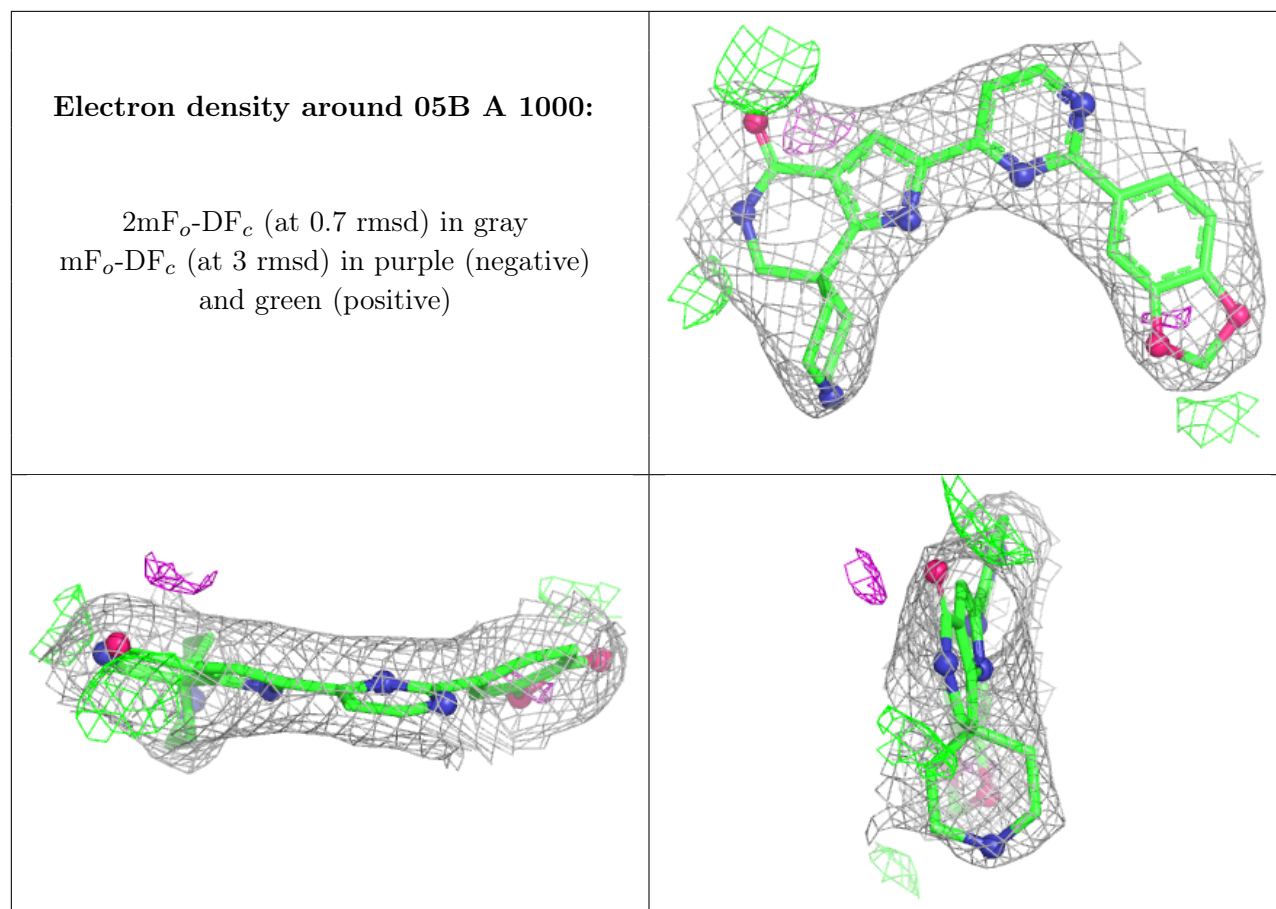 Electron density around 05B A 1000:
2mFo-DFc (at 0.7 rmsd) in gray
mFo-DFc (at 3 rmsd) in purple (negative)
and green (positive)